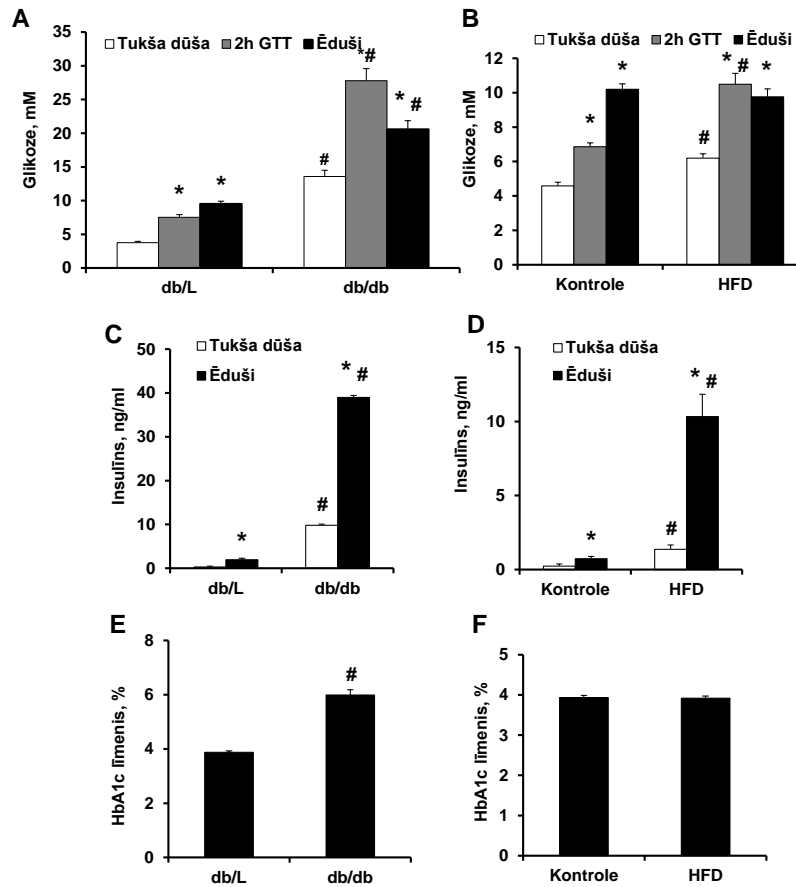 A
Tukša dūša 2h GTT Ēduši
35
30
25
20
15
10
5
0
Glikoze, mM
* * # *# * #
db/L db/db
B
Tukša dūša 2h GTT Ēduši
12
10
8
6
4
2
0
Glikoze, mM
* * # * # *
Kontrole HFD
C
Tukša dūša
Ēduši
50
40
30
20
10
0
Insulīns, ng/ml
* # * #
db/L db/db
D
Tukša dūša
Ēduši
15
10
5
0
Insulīns, ng/ml
* # * #
Kontrole HFD
E
8
6
4
2
0
HbA1c līmenis, %
#
db/L db/db
F
5
4
3
2
1
0
HbA1c līmenis, %
Kontrole HFD